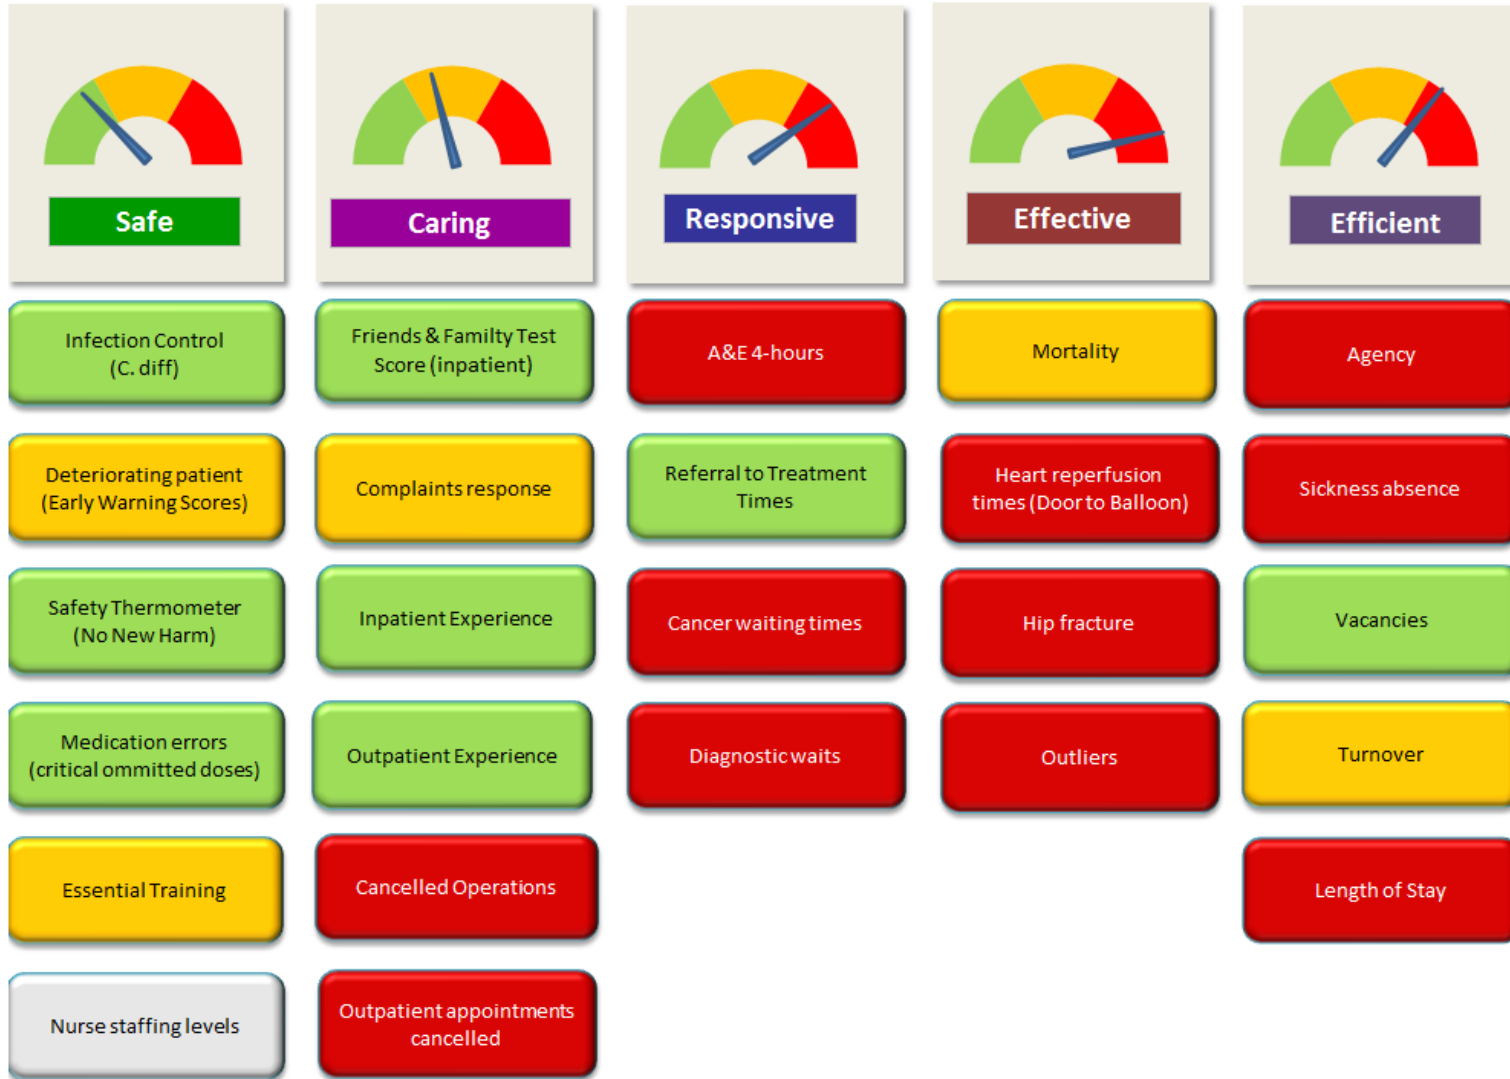 Safe
Caring
Responsive
Effective
Efficient
Infection Control
(C. diff)
Friends & Familty Test
Score (inpatient)
A&E 4-hours
Mortality
Agency
Deteriorating patient
(Early Warning Scores)
Complaints response
Referral to Treatment
Times
Heart reperfusion
times (Door to Balloon)
Sickness absence
Safety Thermometer
(No New Harm)
Inpatient Experience
Cancer waiting times
Hip fracture
Vacancies
Medication errors
(critical ommitted doses)
Outpatient Experience
Diagnostic waits
Outliers
Turnover
Essential Training
Cancelled Operations
Length of Stay
Nurse staffing levels
Outpatient appointments
cancelled